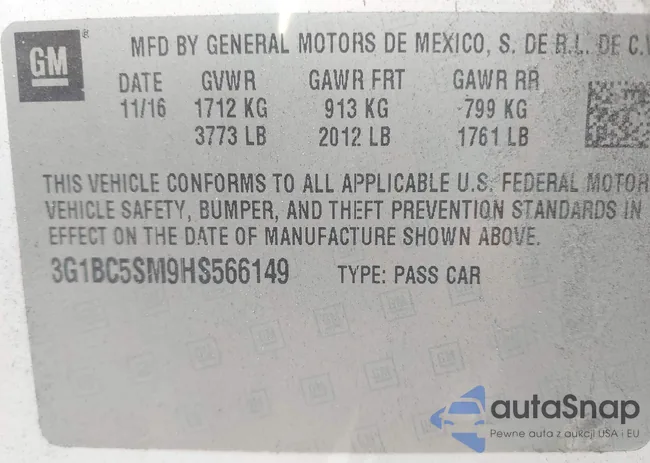 GM ®
MFD BY GENERAL MOTORS DE MEXICO, S. DE R.L. DE C.V
DATE GVWR GAWR FRT GAWR RR
11/16 1712 KG 913 KG 799 KG
3773 LB 2012 LB 1761 LB
THIS VEHICLE CONFORMS TO ALL APPLICABLE U.S. FEDERAL MOTOR
VEHICLE SAFETY, BUMPER, AND THEFT PREVENTION STANDARDS IN
EFFECT ON THE DATE OF MANUFACTURE SHOWN ABOVE.
3G1BC5SM9HS566149 TYPE: PASS CAR
autaSnap
Pewne auta z aukcji USA i EU